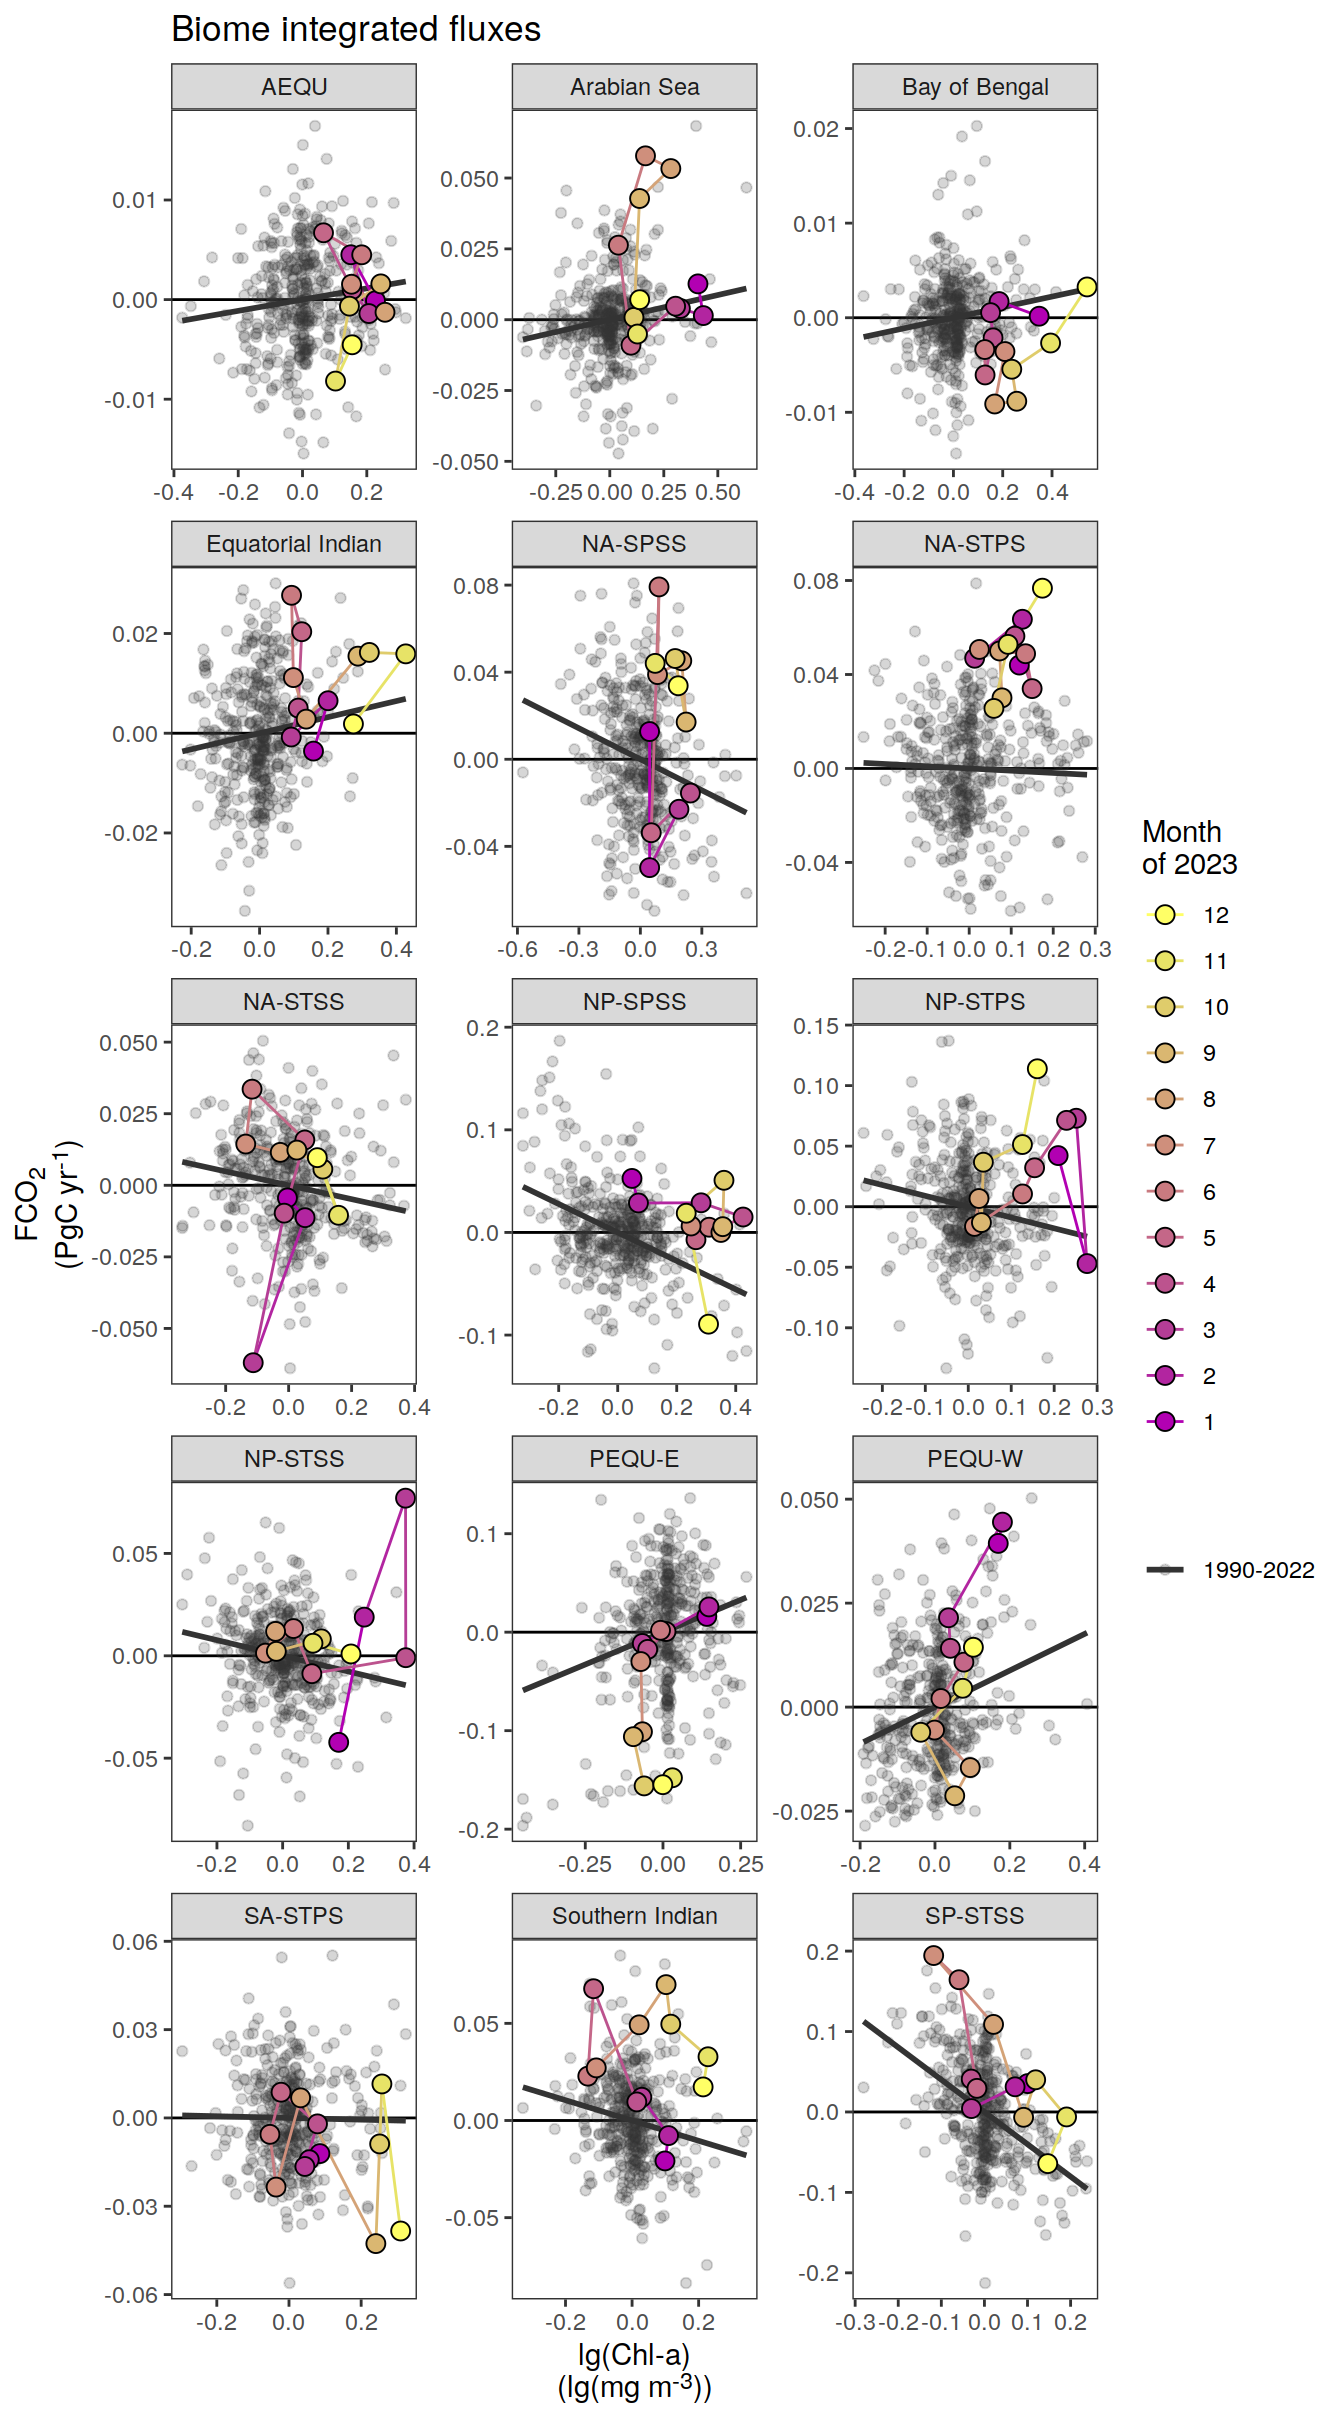 Biome integrated fluxes
AEQU
Arabian Sea
Bay of Bengal
0.01
0.00
-0.01
0.050
0.025
0.000
-0.025
-0.050
0.02
0.01
0.00
-0.01
-0.4 -0.2 0.0 0.2
-0.25 0.00 0.25 0.50
-0.4 -0.2 0.0 0.2 0.4
Equatorial Indian
NA-SPSS
NA-STPS
0.02
0.00
-0.02
0.08
0.04
0.00
-0.04
0.08
0.04
0.00
-0.04
-0.2 0.0 0.2 0.4
-0.6 -0.3 0.0 0.3
-0.2 -0.1 0.0 0.1 0.2 0.3
NA-STSS
NP-SPSS
NP-STPS
0.050
0.025
0.000
-0.025
-0.050
0.2
0.1
0.0
-0.1
0.15
0.10
0.05
0.00
-0.05
-0.10
-0.2 0.0 0.2 0.4
-0.2 0.0 0.2 0.4
-0.2 -0.1 0.0 0.1 0.2 0.3
NP-STSS
PEQU-E
PEQU-W
0.05
0.00
-0.05
0.1
0.0
-0.1
-0.2
0.050
0.025
0.000
-0.025
-0.2 0.0 0.2 0.4
-0.25 0.00 0.25
-0.2 0.0 0.2 0.4
SA-STPS
Southern Indian
SP-STSS
0.06
0.03
0.00
-0.03
-0.06
0.05
0.00
-0.05
0.2
0.1
0.0
-0.1
-0.2
-0.2 0.0 0.2
-0.2 0.0 0.2
-0.3 -0.2 -0.1 0.0 0.1 0.2
FCO₂
(PgC yr⁻¹)
lg(Chl-a)
(lg(mg m⁻³))
Month
of 2023
12
11
10
9
8
7
6
5
4
3
2
1
1990-2022